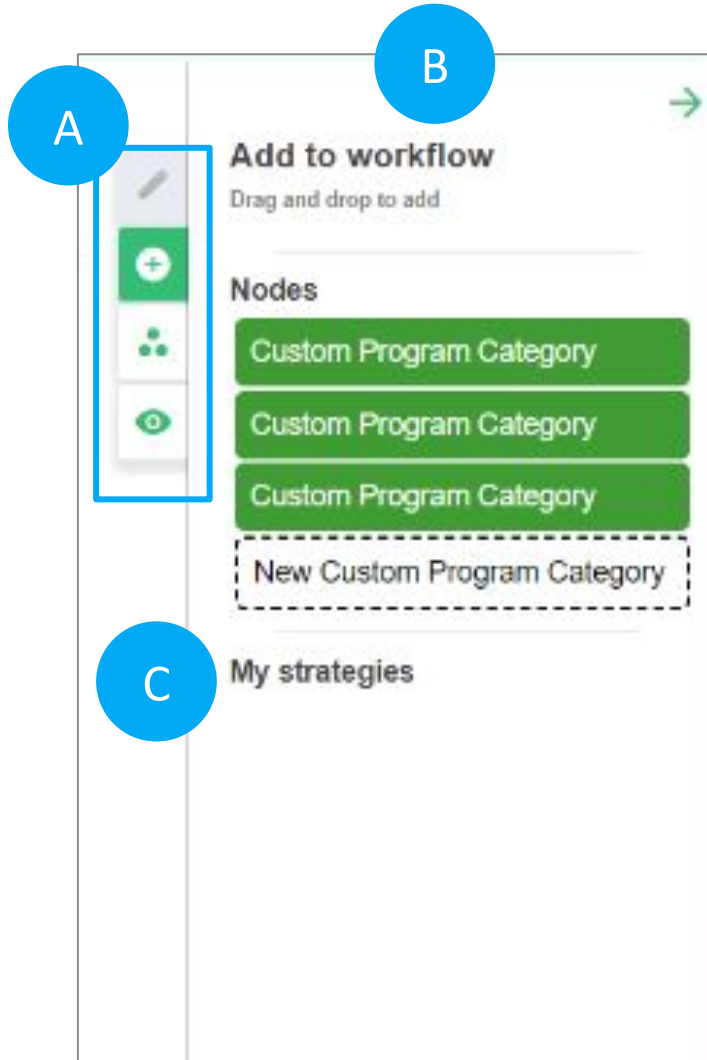 B
A
Add to workflow
Drag and drop to add
Nodes
Custom Program Category
Custom Program Category
Custom Program Category
New Custom Program Category
C
My strategies